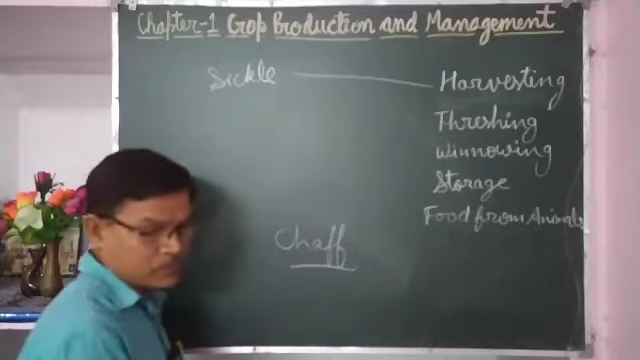 Chapter-1 Crop Production and Management
Sickle — Harvesting
Threshing
Winnowing
Storage
Food from Animals
Chaff